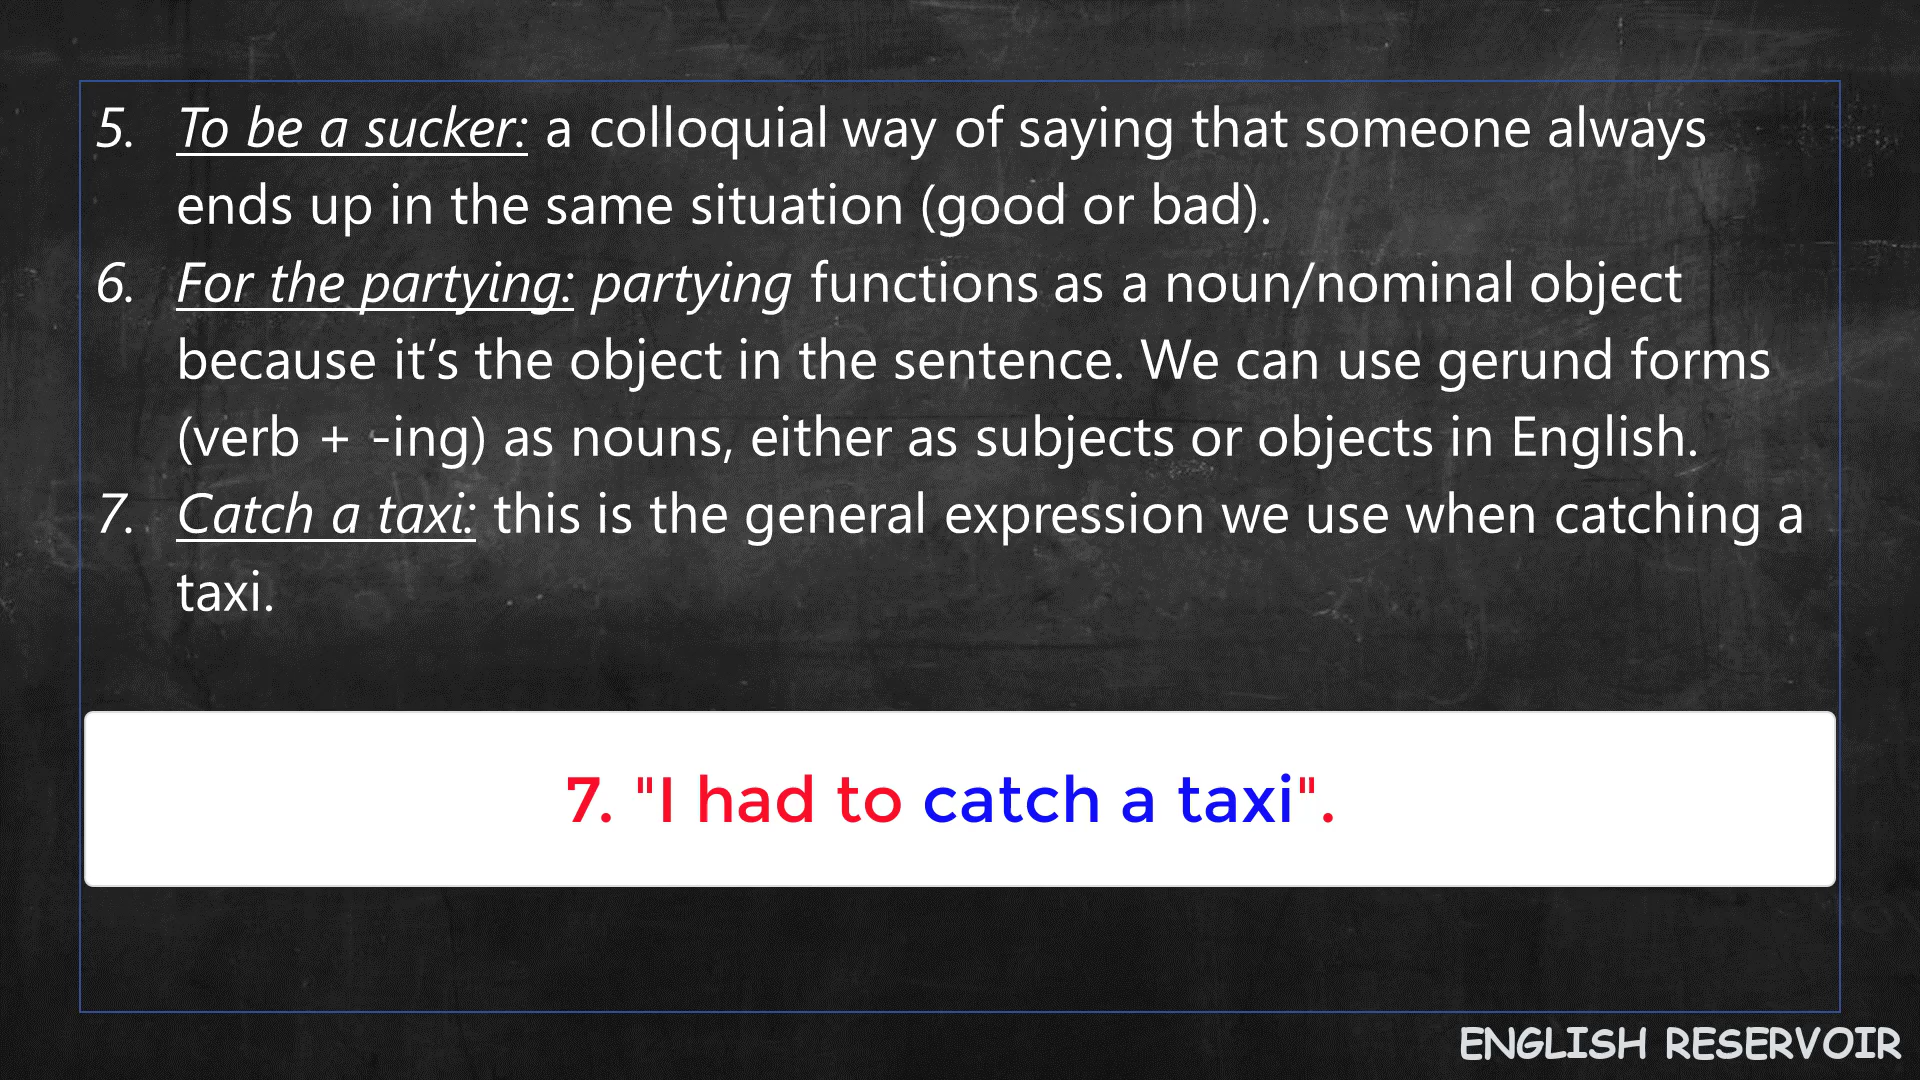 5. To be a sucker: a colloquial way of saying that someone always
ends up in the same situation (good or bad).
6. For the partying: partying functions as a noun/nominal object
because it’s the object in the sentence. We can use gerund forms
(verb + -ing) as nouns, either as subjects or objects in English.
7. Catch a taxi: this is the general expression we use when catching a
taxi.
7. "I had to catch a taxi".
ENGLISH RESERVOIR